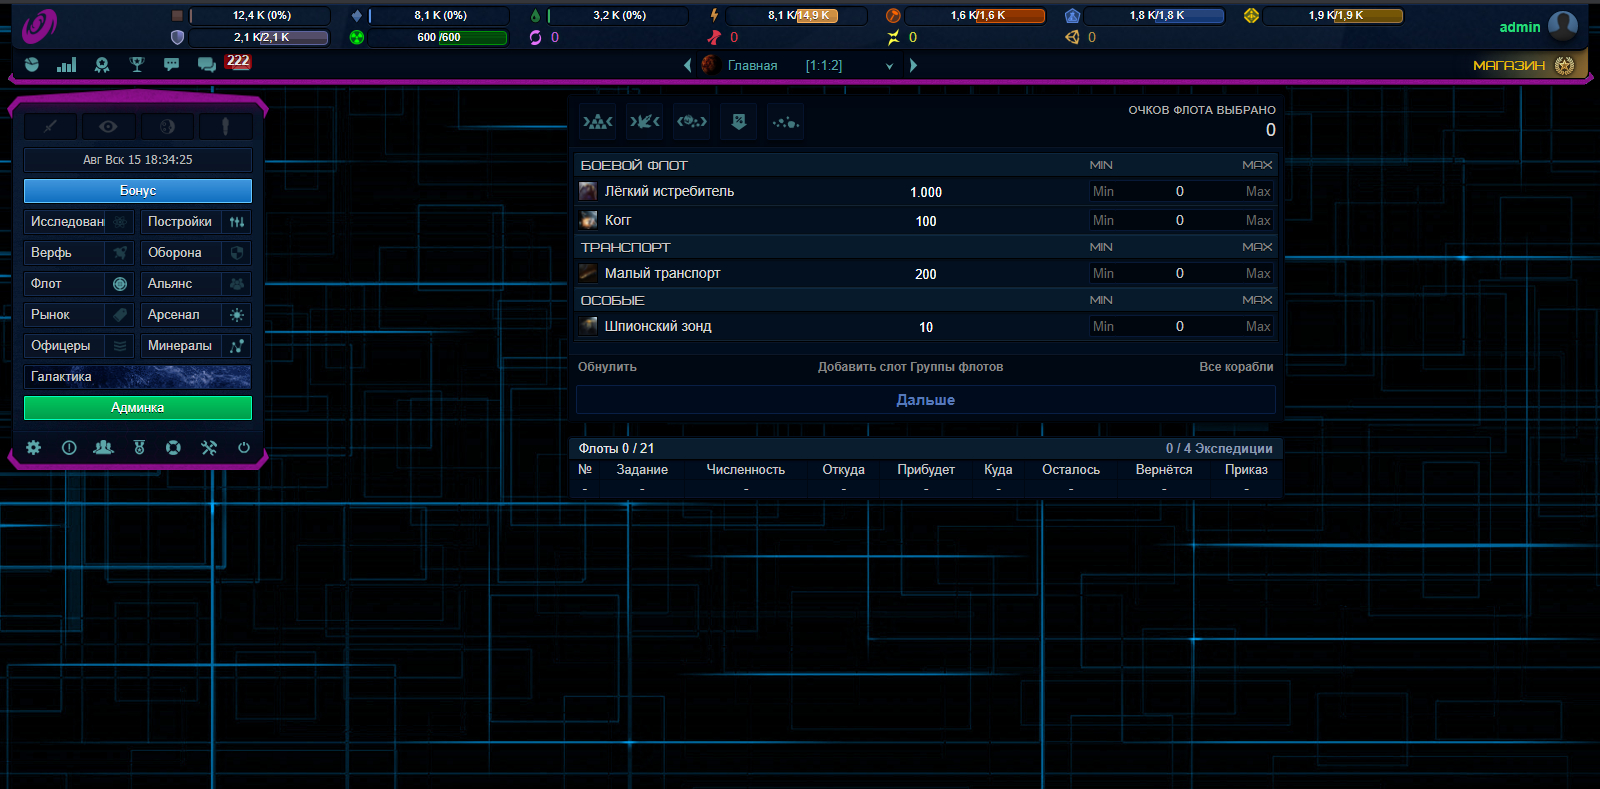 12,4 K (0%) 8,1 K (0%) 3,2 K (0%) 8,1 K/14,9 K 1,6 K/1,6 K 1,8 K/1,8 K 1,9 K/1,9 K
2,1 K/2,1 K 600 /600 0 0 0 0
admin
222 Главная [1:1:2] МАГАЗИН
Авг Вск 15 18:34:25
Бонус
Исследован Постройки
Верфь Оборона
Флот Альянс
Рынок Арсенал
Офицеры Минералы
Галактика
Админка
ОЧКОВ ФЛОТА ВЫБРАНО
0
БОЕВОЙ ФЛОТ MIN MAX
Лёгкий истребитель 1.000 Min 0 Max
Когг 100 Min 0 Max
ТРАНСПОРТ MIN MAX
Малый транспорт 200 Min 0 Max
ОСОБЫЕ MIN MAX
Шпионский зонд 10 Min 0 Max
Обнулить Добавить слот Группы флотов Все корабли
Дальше
Флоты 0 / 21 0 / 4 Экспедиции
№ Задание Численность Откуда Прибудет Куда Осталось Вернётся Приказ
- - - - - - - - -